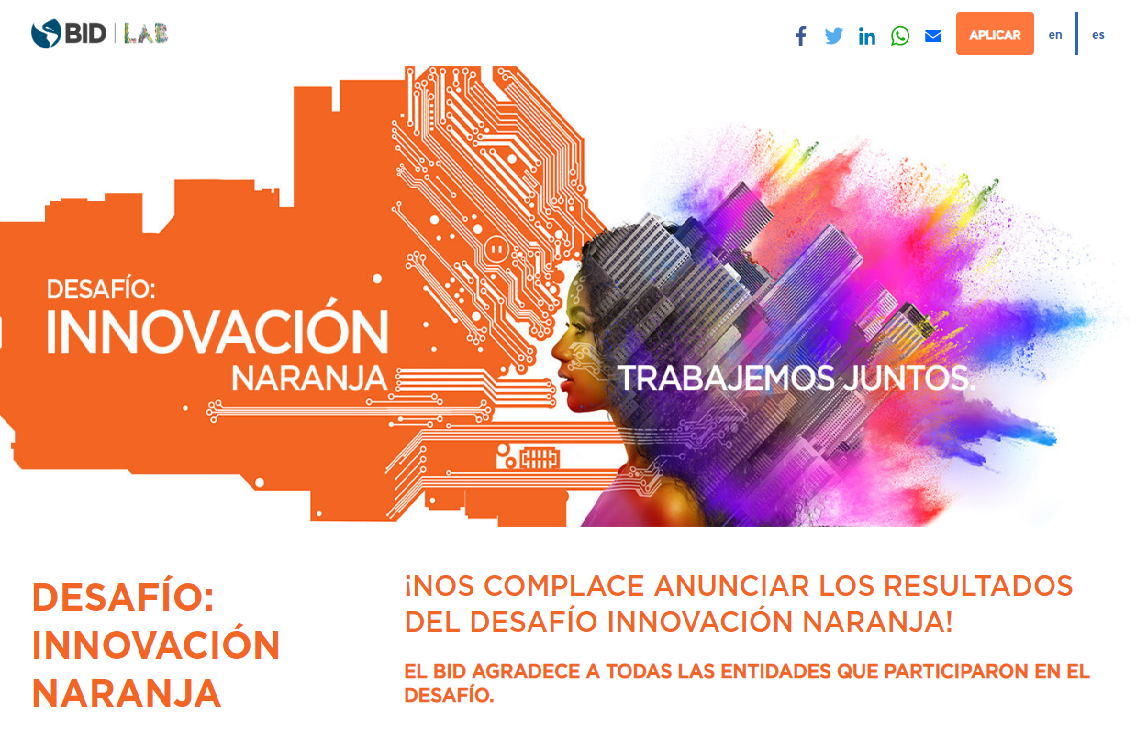 BID | LAB
APLICAR
en
es
DESAFÍO:
INNOVACIÓN
NARANJA
TRABAJEMOS JUNTOS.
DESAFÍO:
INNOVACIÓN
NARANJA
¡NOS COMPLACE ANUNCIAR LOS RESULTADOS
DEL DESAFÍO INNOVACIÓN NARANJA!
EL BID AGRADECE A TODAS LAS ENTIDADES QUE PARTICIPARON EN EL
DESAFÍO.